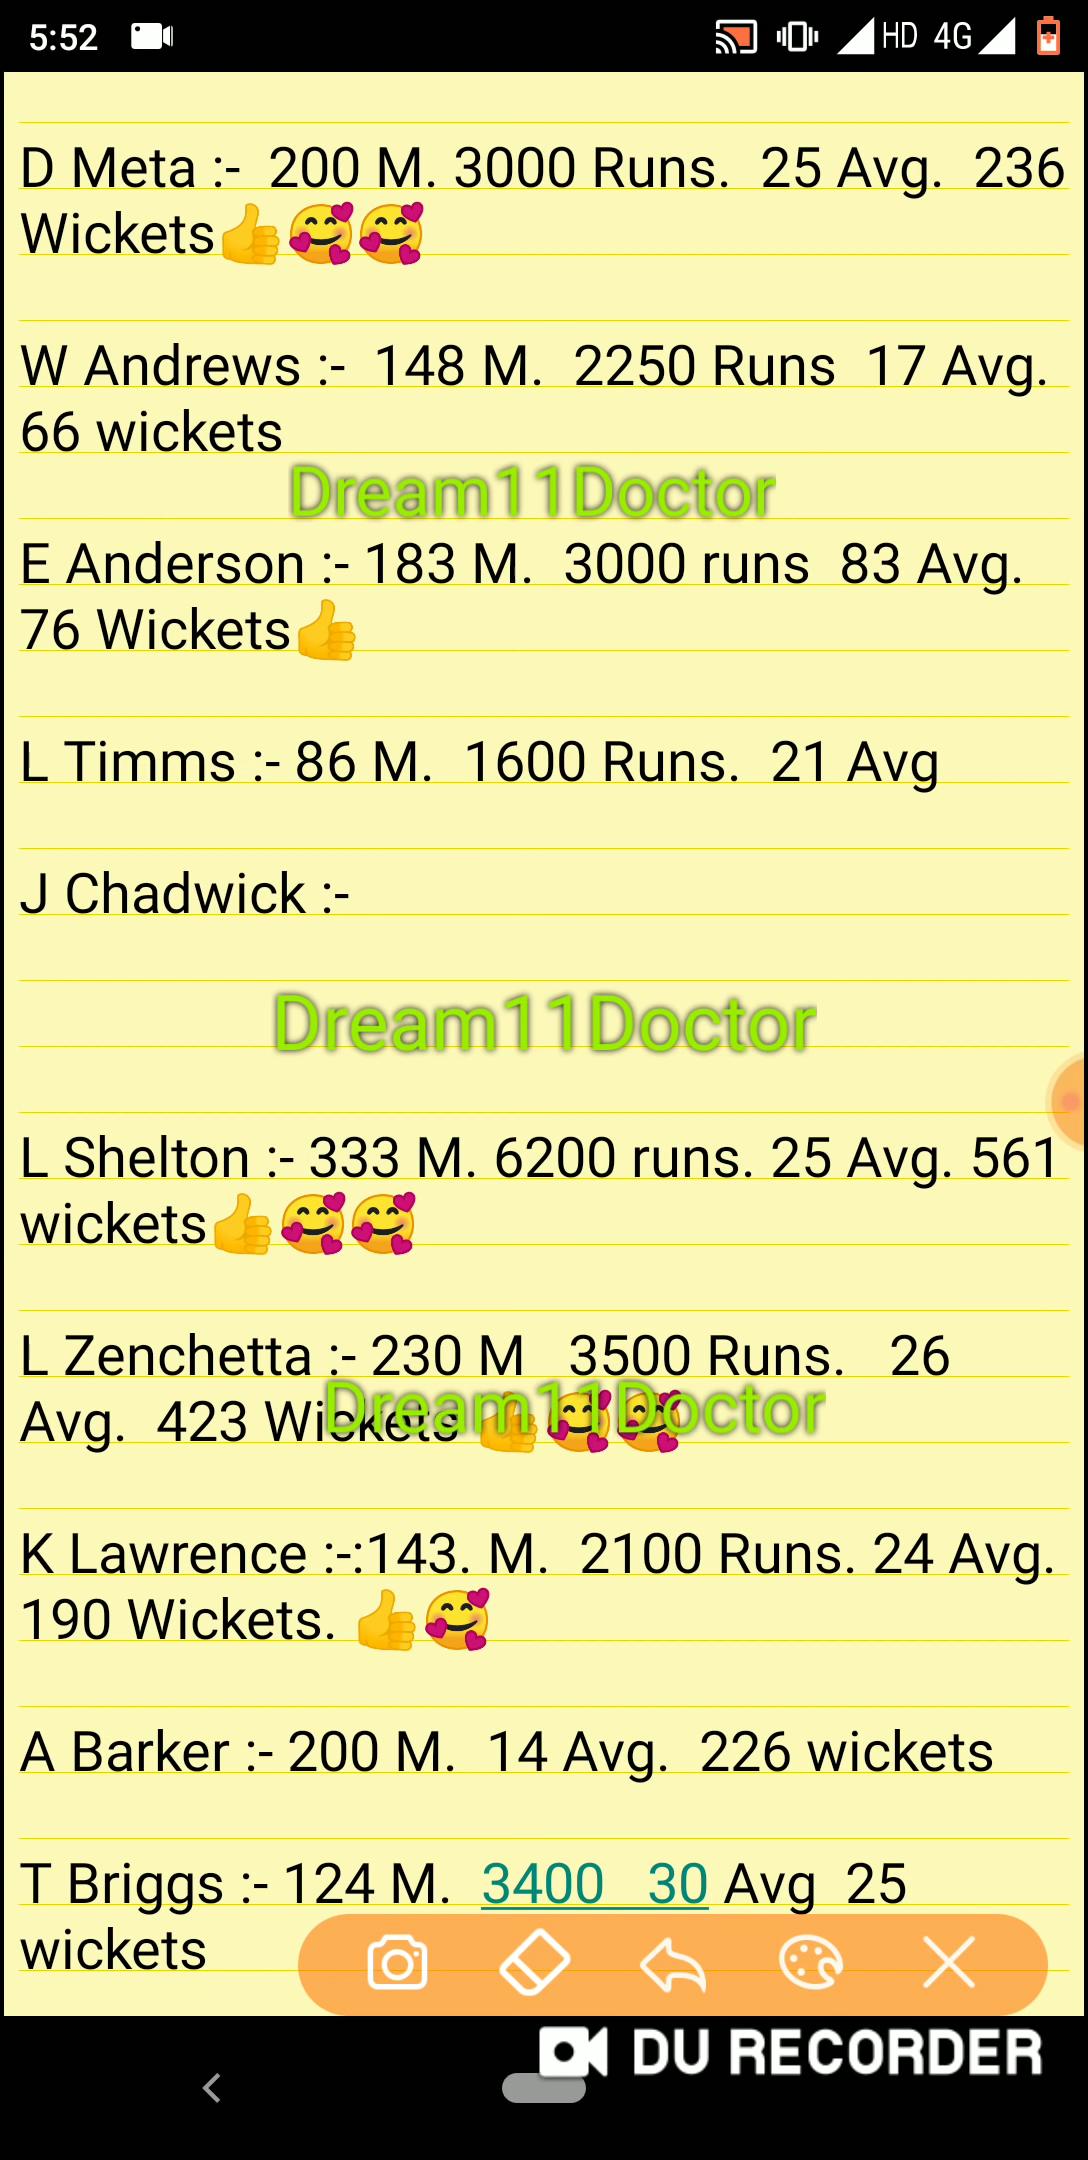 5:52 HD 4G
D Meta :-  200 M. 3000 Runs.  25 Avg.  236
Wickets👍🥰🥰
W Andrews :-  148 M.  2250 Runs  17 Avg.
66 wickets
Dream11Doctor
E Anderson :- 183 M.  3000 runs  83 Avg.
76 Wickets👍
L Timms :- 86 M.  1600 Runs.  21 Avg
J Chadwick :-
Dream11Doctor
L Shelton :- 333 M. 6200 runs. 25 Avg. 561
wickets👍🥰🥰
L Zenchetta :- 230 M   3500 Runs.   26
Avg.  423 Wickets 👍🥰🥰
Dream11Doctor
K Lawrence :-:143. M.  2100 Runs. 24 Avg.
190 Wickets. 👍🥰
A Barker :- 200 M.  14 Avg.  226 wickets
T Briggs :- 124 M.  3400   30 Avg  25
wickets
DU RECORDER